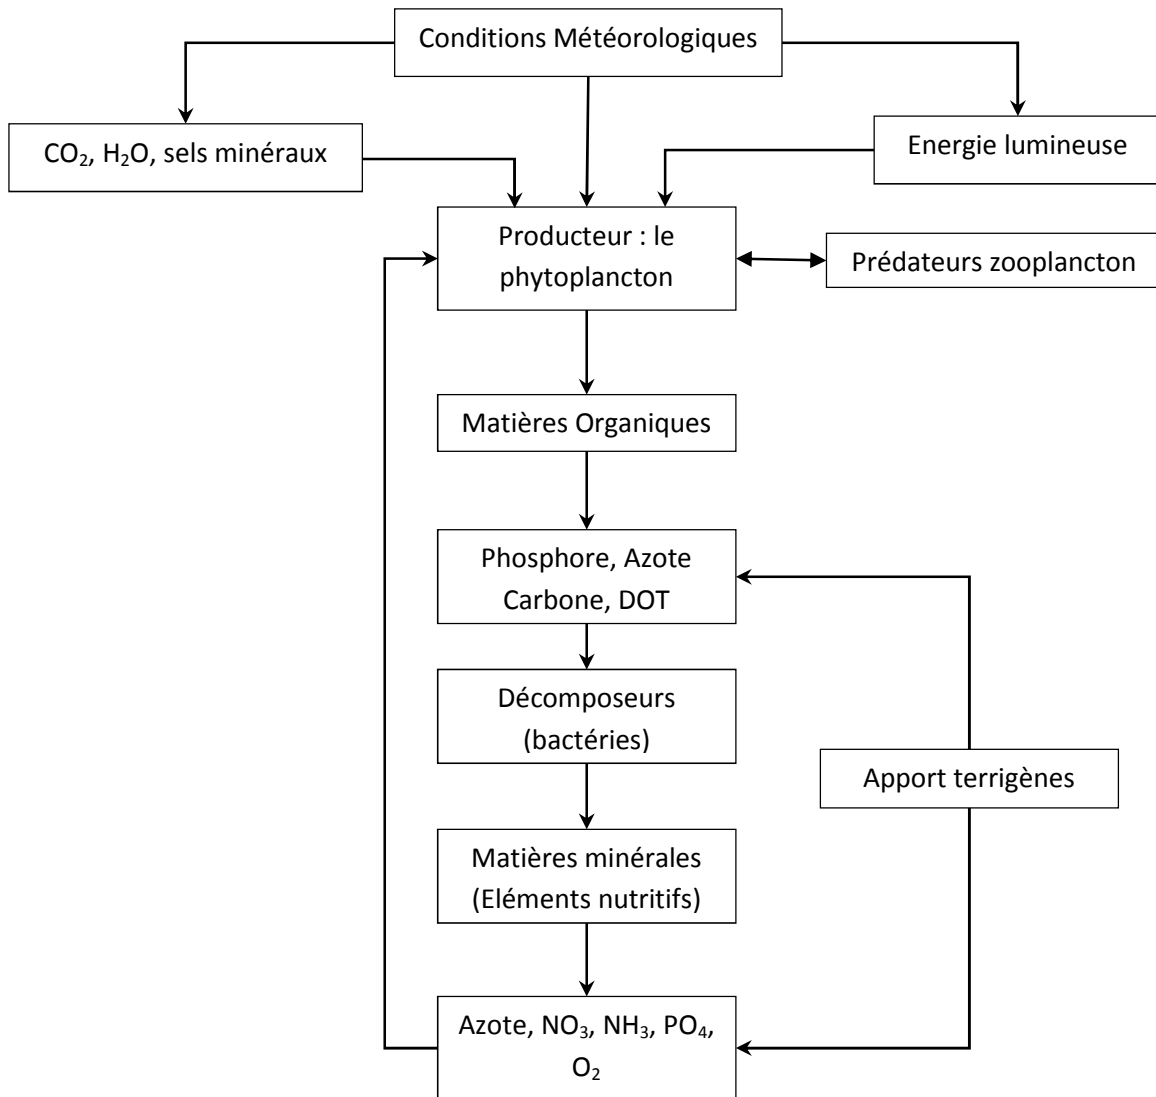 Conditions Météorologiques
CO₂, H₂O, sels minéraux
Energie lumineuse
Producteur : le
phytoplancton
Prédateurs zooplancton
Matières Organiques
Phosphore, Azote
Carbone, DOT
Décomposeurs
(bactéries)
Apport terrigènes
Matières minérales
(Eléments nutritifs)
Azote, NO₃, NH₃, PO₄,
O₂